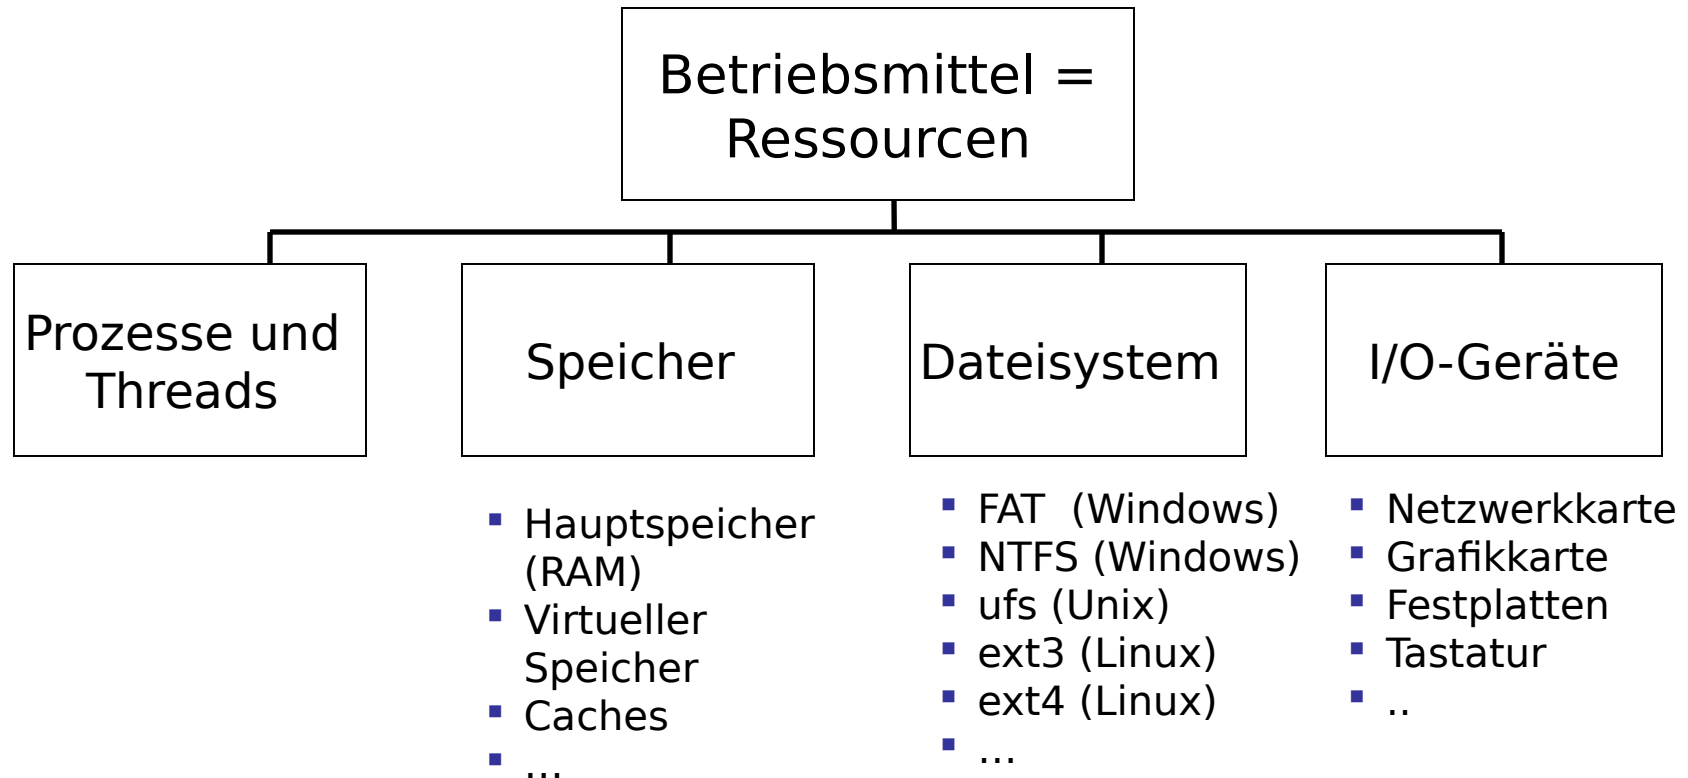 Betriebsmittel =
Ressourcen
Prozesse und
Threads
Speicher
Dateisystem
I/O-Geräte
Hauptspeicher
(RAM)
Virtueller
Speicher
Caches
...
FAT  (Windows)
NTFS (Windows)
ufs (Unix)
ext3 (Linux)
ext4 (Linux)
...
Netzwerkkarte
Grafikkarte
Festplatten
Tastatur
..